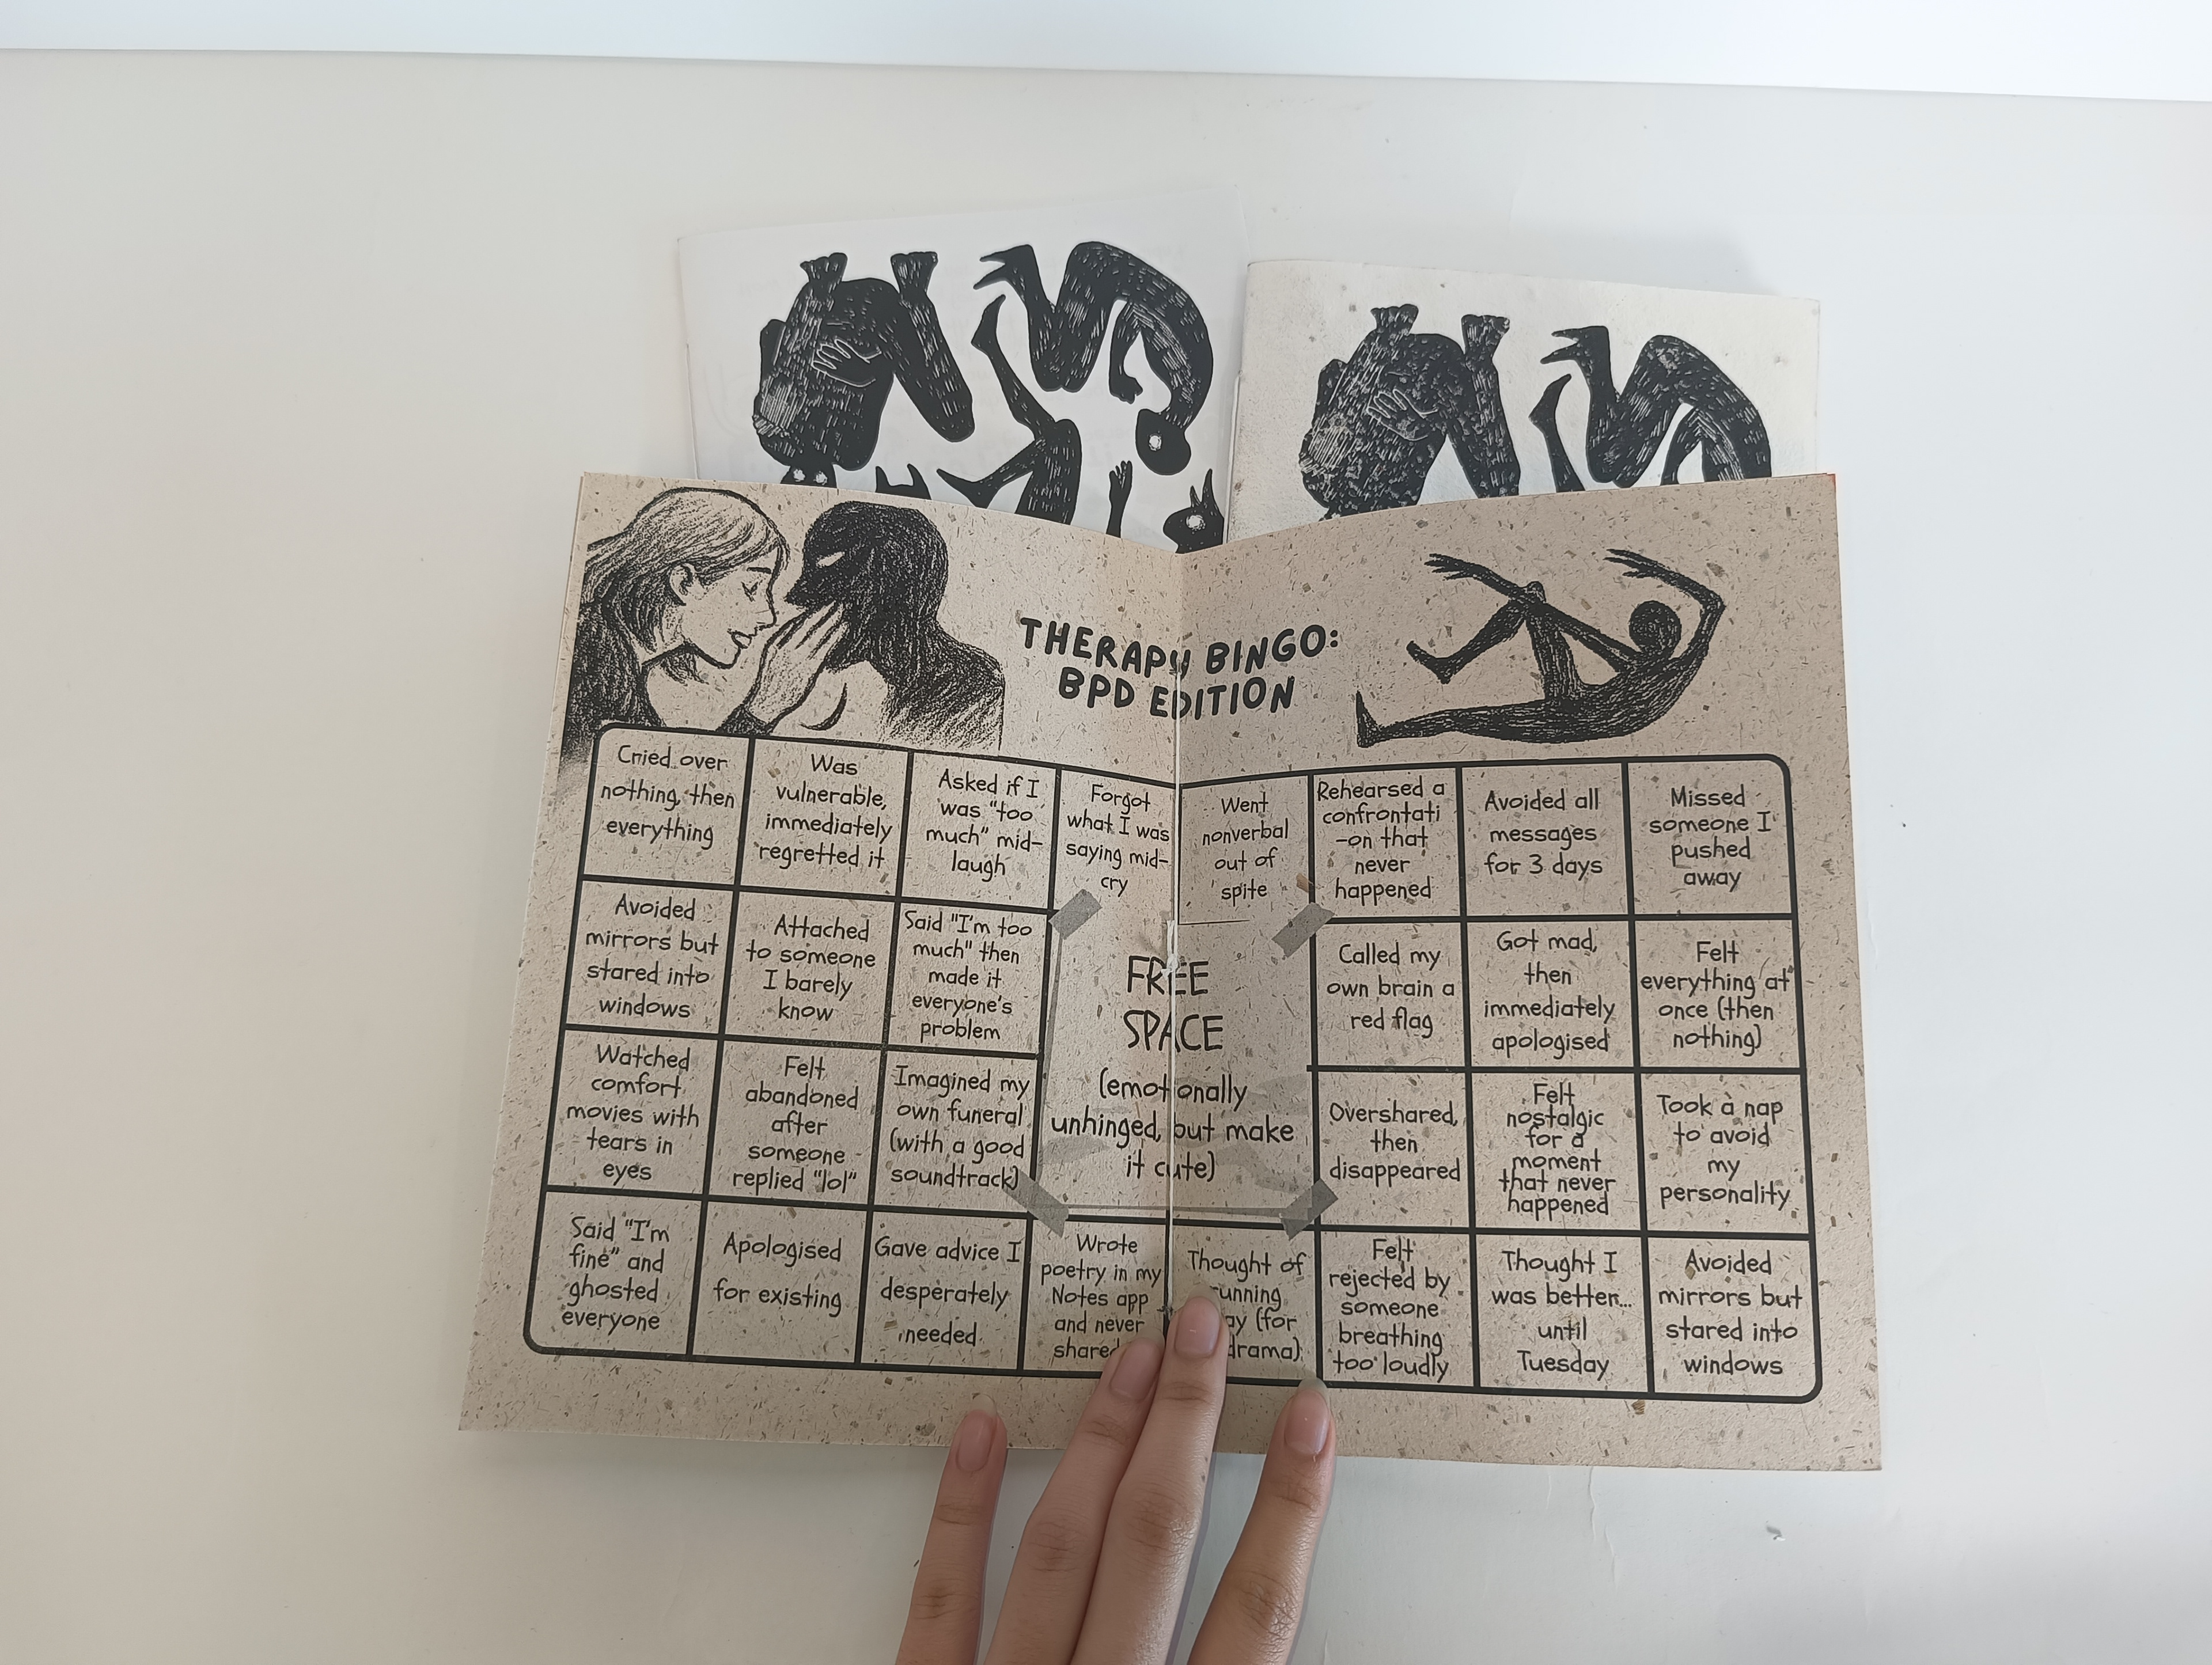 THERAPY BINGO:
BPD EDITION
Cried over
nothing, then
everything
Was
vulnerable,
immediately
regretted it
Asked if I
was "too
much" mid-
laugh
Forgot
what I was
saying mid-
cry
Went
nonverbal
out of
spite
Rehearsed a
confrontati
-on that
never
happened
Avoided all
messages
for 3 days
Missed
someone I
pushed
away
Avoided
mirrors but
stared into
windows
Attached
to someone
I barely
know
Said "I'm too
much" then
made it
everyone's
problem
FREE
SPACE
(emotionally
unhinged, but make
it cute)
Called my
own brain a
red flag
Got mad,
then
immediately
apologised
Felt
everything at
once (then
nothing)
Watched
comfort
movies with
tears in
eyes
Felt
abandoned
after
someone
replied "lol"
Imagined my
own funeral
(with a good
soundtrack)
Overshared,
then
disappeared
Felt
nostalgic
for a
moment
that never
happened
Took a nap
to avoid
my
personality
Said "I'm
fine" and
ghosted
everyone
Apologised
for existing
Gave advice I
desperately
needed
Wrote
poetry in my
Notes app
and never
shared
Thought of
(for
drama)
Felt
rejected by
someone
breathing
too loudly
Thought I
was better...
until
Tuesday
Avoided
mirrors but
stared into
windows